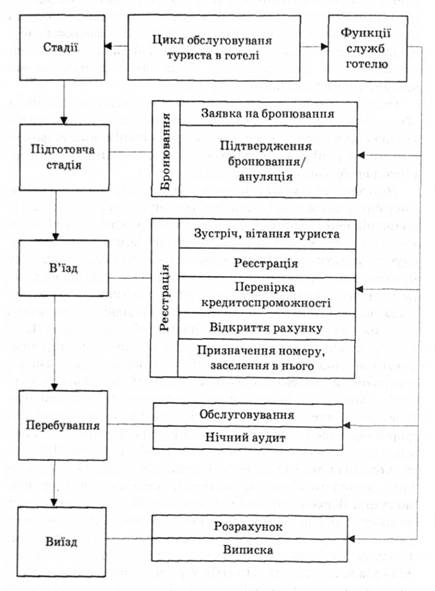 Стадії
Цикл обслуговуваня
туриста в готелі
Функції
служб
готелю
Підготовча
стадія
Бронювання
Заявка на бронювання
Підтвердження
бронювання/
ануляція
В'їзд
Реєстрація
Зустріч, вітання туриста
Реєстрація
Перевірка
кредитоспроможності
Відкриття рахунку
Призначення номеру,
заселення в нього
Перебування
Обслуговування
Нічний аудит
Виїзд
Розрахунок
Виписка